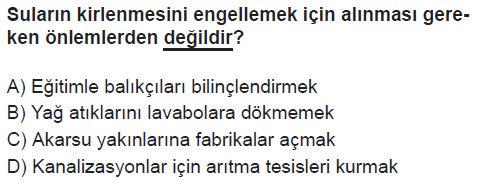 Suların kirlenmesini engellemek için alınması gere-
ken önlemlerden değildir?
A) Eğitimle balıkçıları bilinçlendirmek
B) Yağ atıklarını lavabolara dökmemek
C) Akarsu yakınlarına fabrikalar açmak
D) Kanalizasyonlar için arıtma tesisleri kurmak